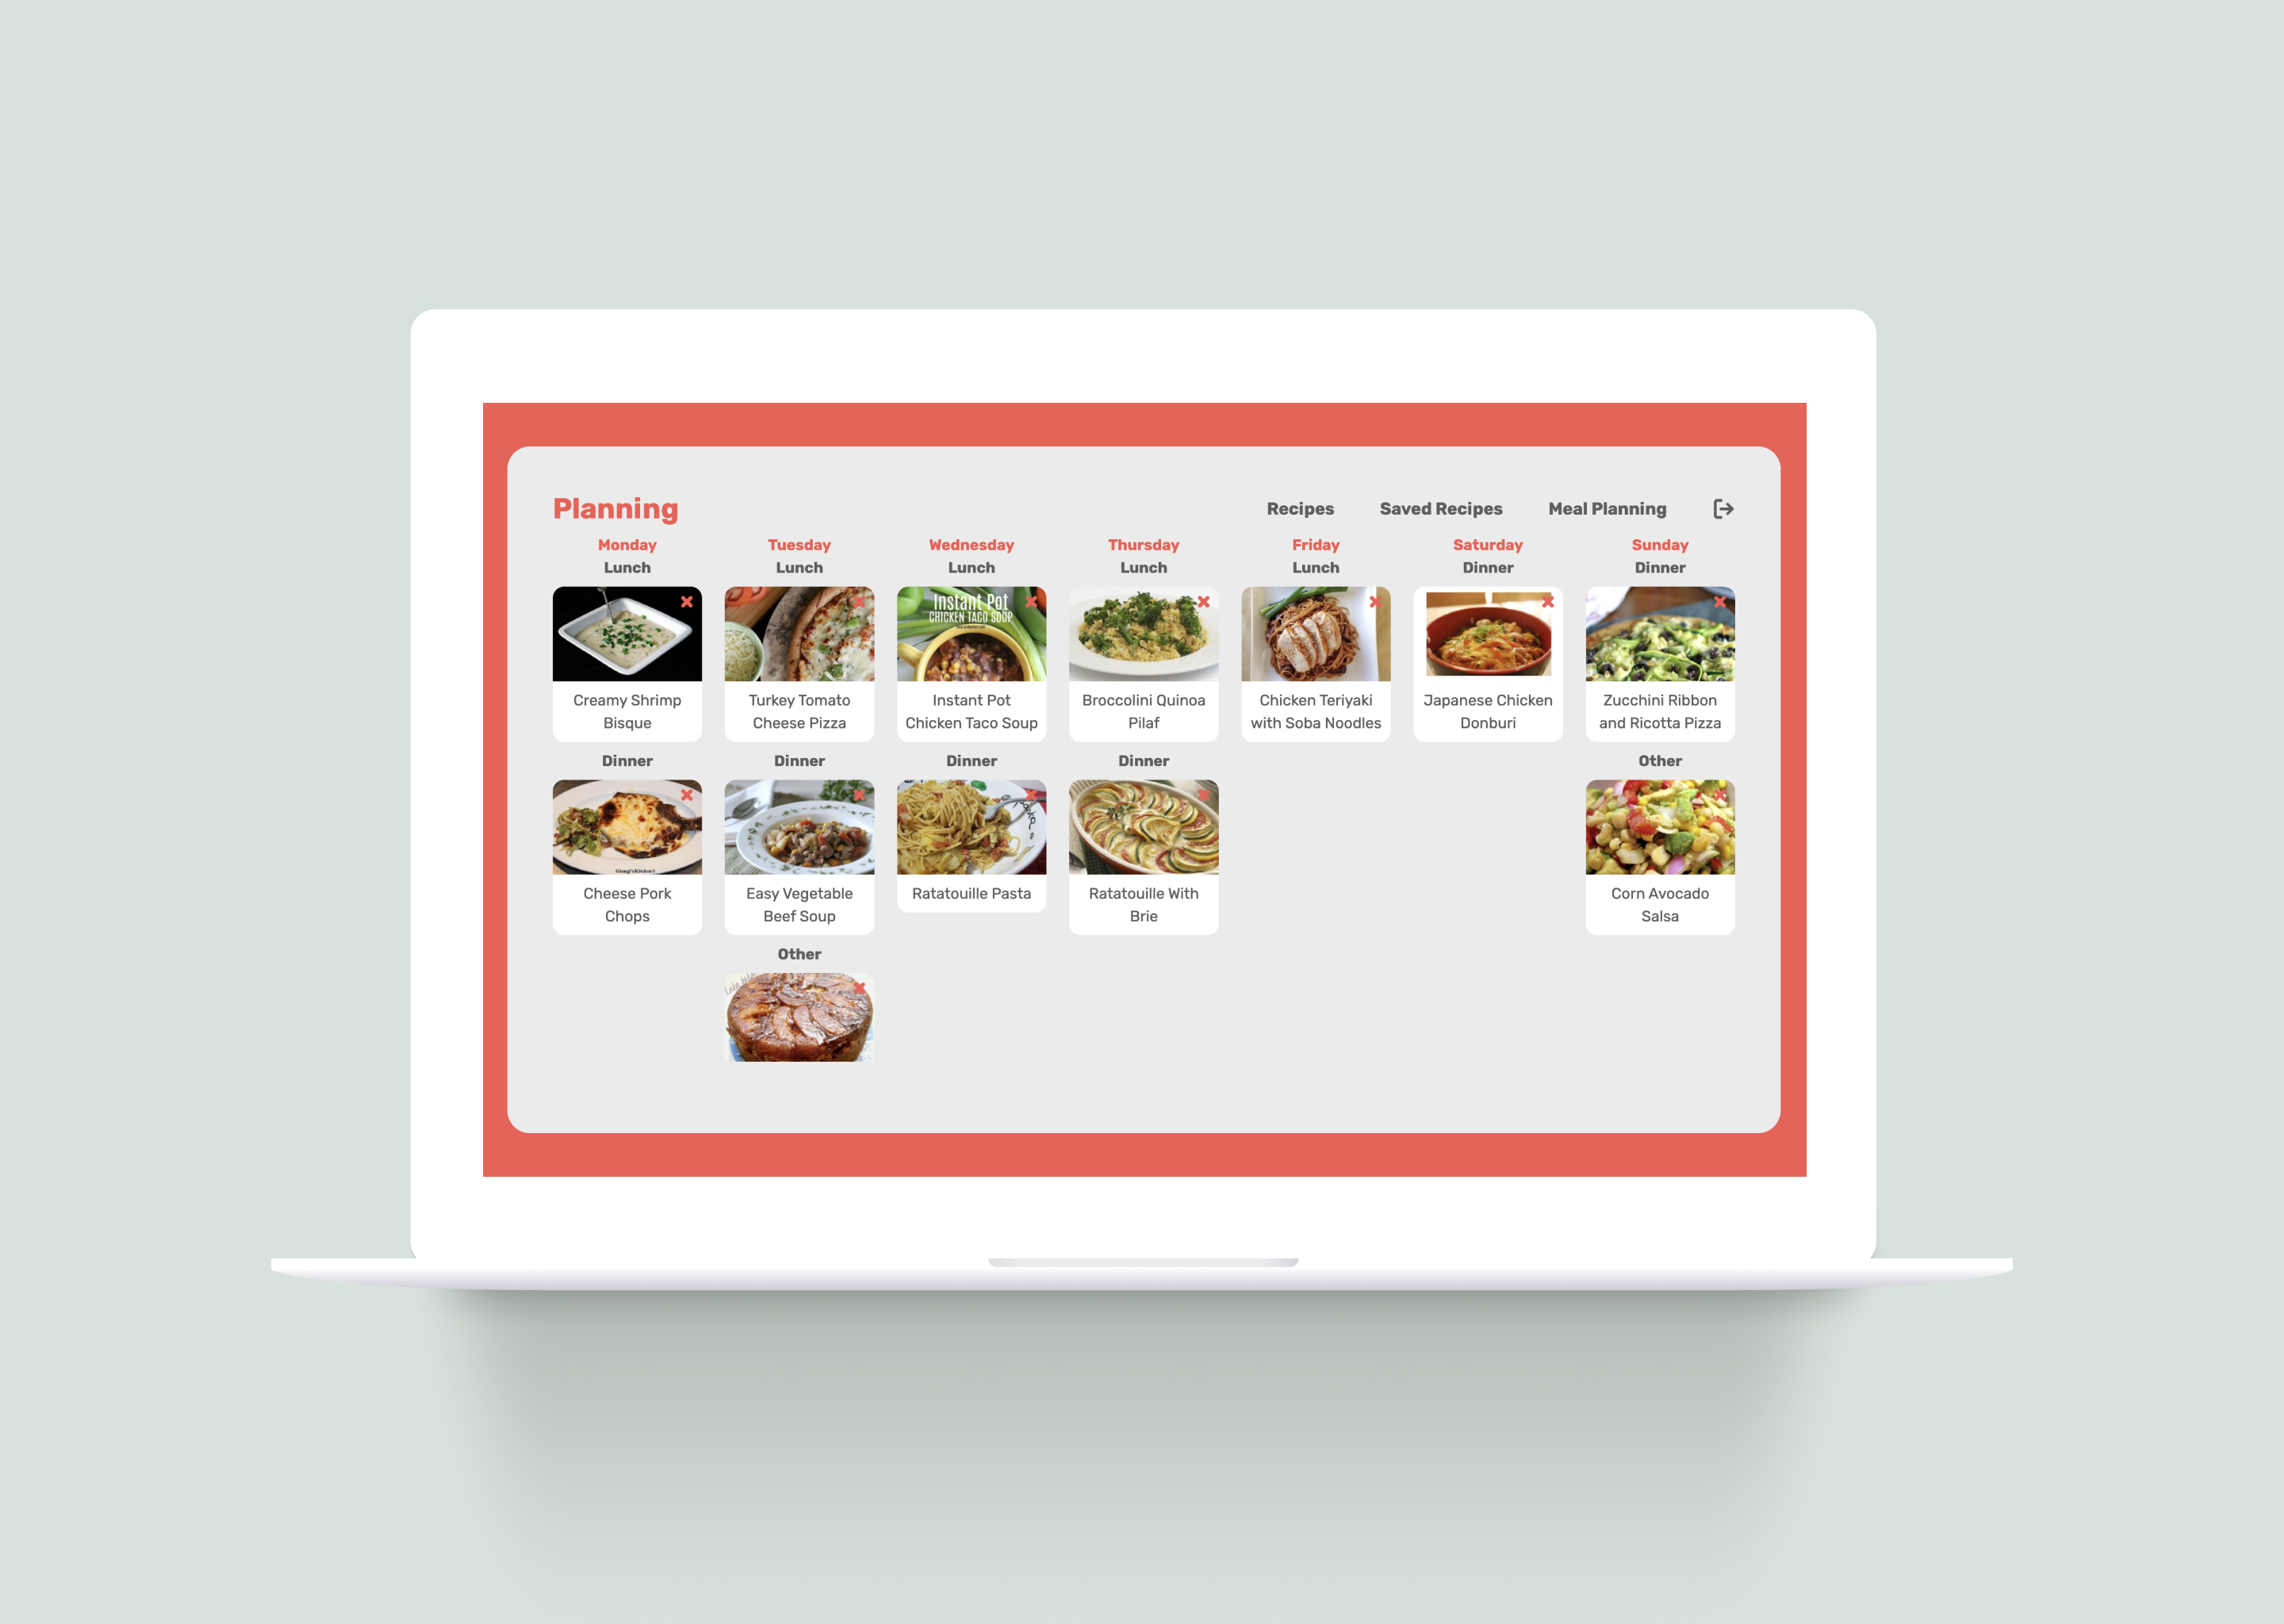 Planning
Recipes
Saved Recipes
Meal Planning
Monday
Lunch
Creamy Shrimp
Bisque
Dinner
Giangi'sKitchen©
Cheese Pork
Chops
Tuesday
Lunch
Turkey Tomato
Cheese Pizza
Dinner
Easy Vegetable
Beef Soup
Other
Wednesday
Lunch
Instant Pot
CHICKEN TACO SOUP
Instant Pot
Chicken Taco Soup
Dinner
Ratatouille Pasta
Thursday
Lunch
Broccolini Quinoa
Pilaf
Dinner
Ratatouille With
Brie
Friday
Lunch
Chicken Teriyaki
with Soba Noodles
Saturday
Dinner
Japanese Chicken
Donburi
Sunday
Dinner
Zucchini Ribbon
and Ricotta Pizza
Other
Corn Avocado
Salsa